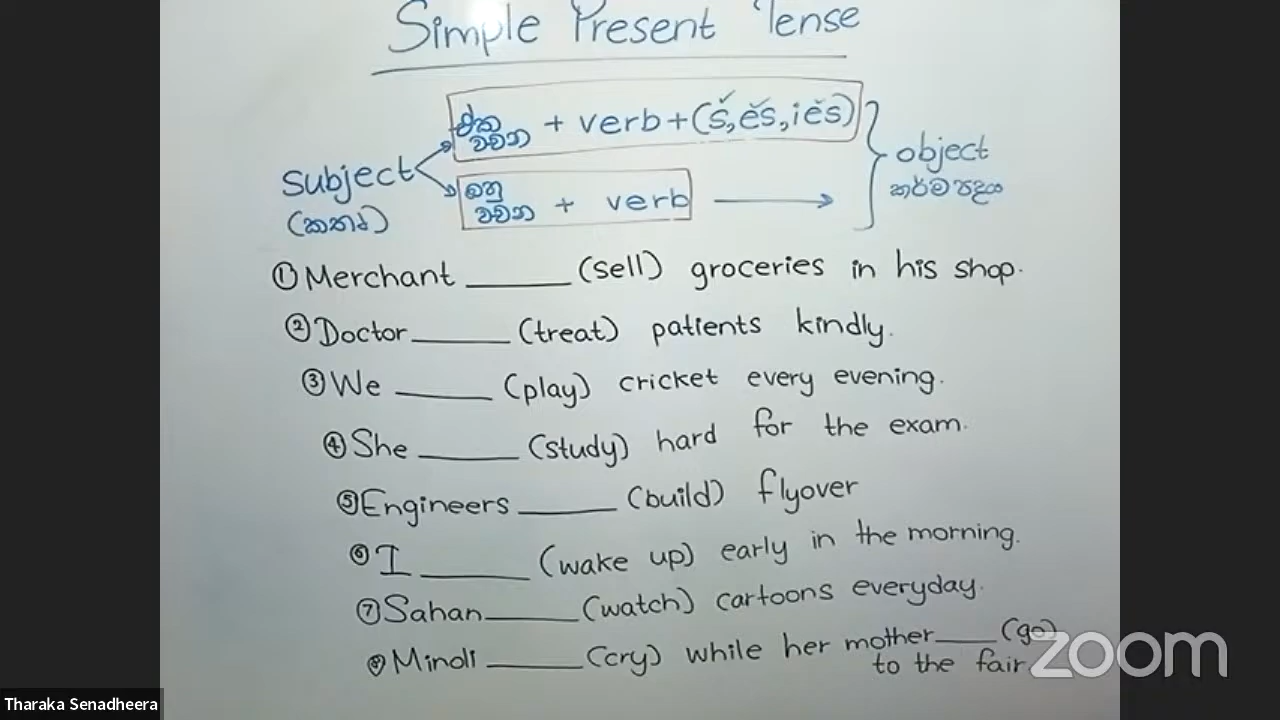 Simple Present Tense
ඒක වචන + verb + (s, es, ies)
Subject
(කතෘ)
බහු වචන + verb
object
කර්ම පදය
① Merchant ______ (sell) groceries in his shop.
② Doctor ______ (treat) patients kindly.
③ We ______ (play) cricket every evening.
④ She ______ (study) hard for the exam.
⑤ Engineers ______ (build) flyover
⑥ I ______ (wake up) early in the morning.
⑦ Sahan ______ (watch) cartoons everyday.
⑧ Minoli ______ (cry) while her mother ____ (go)
to the fair
zoom
Tharaka Senadheera